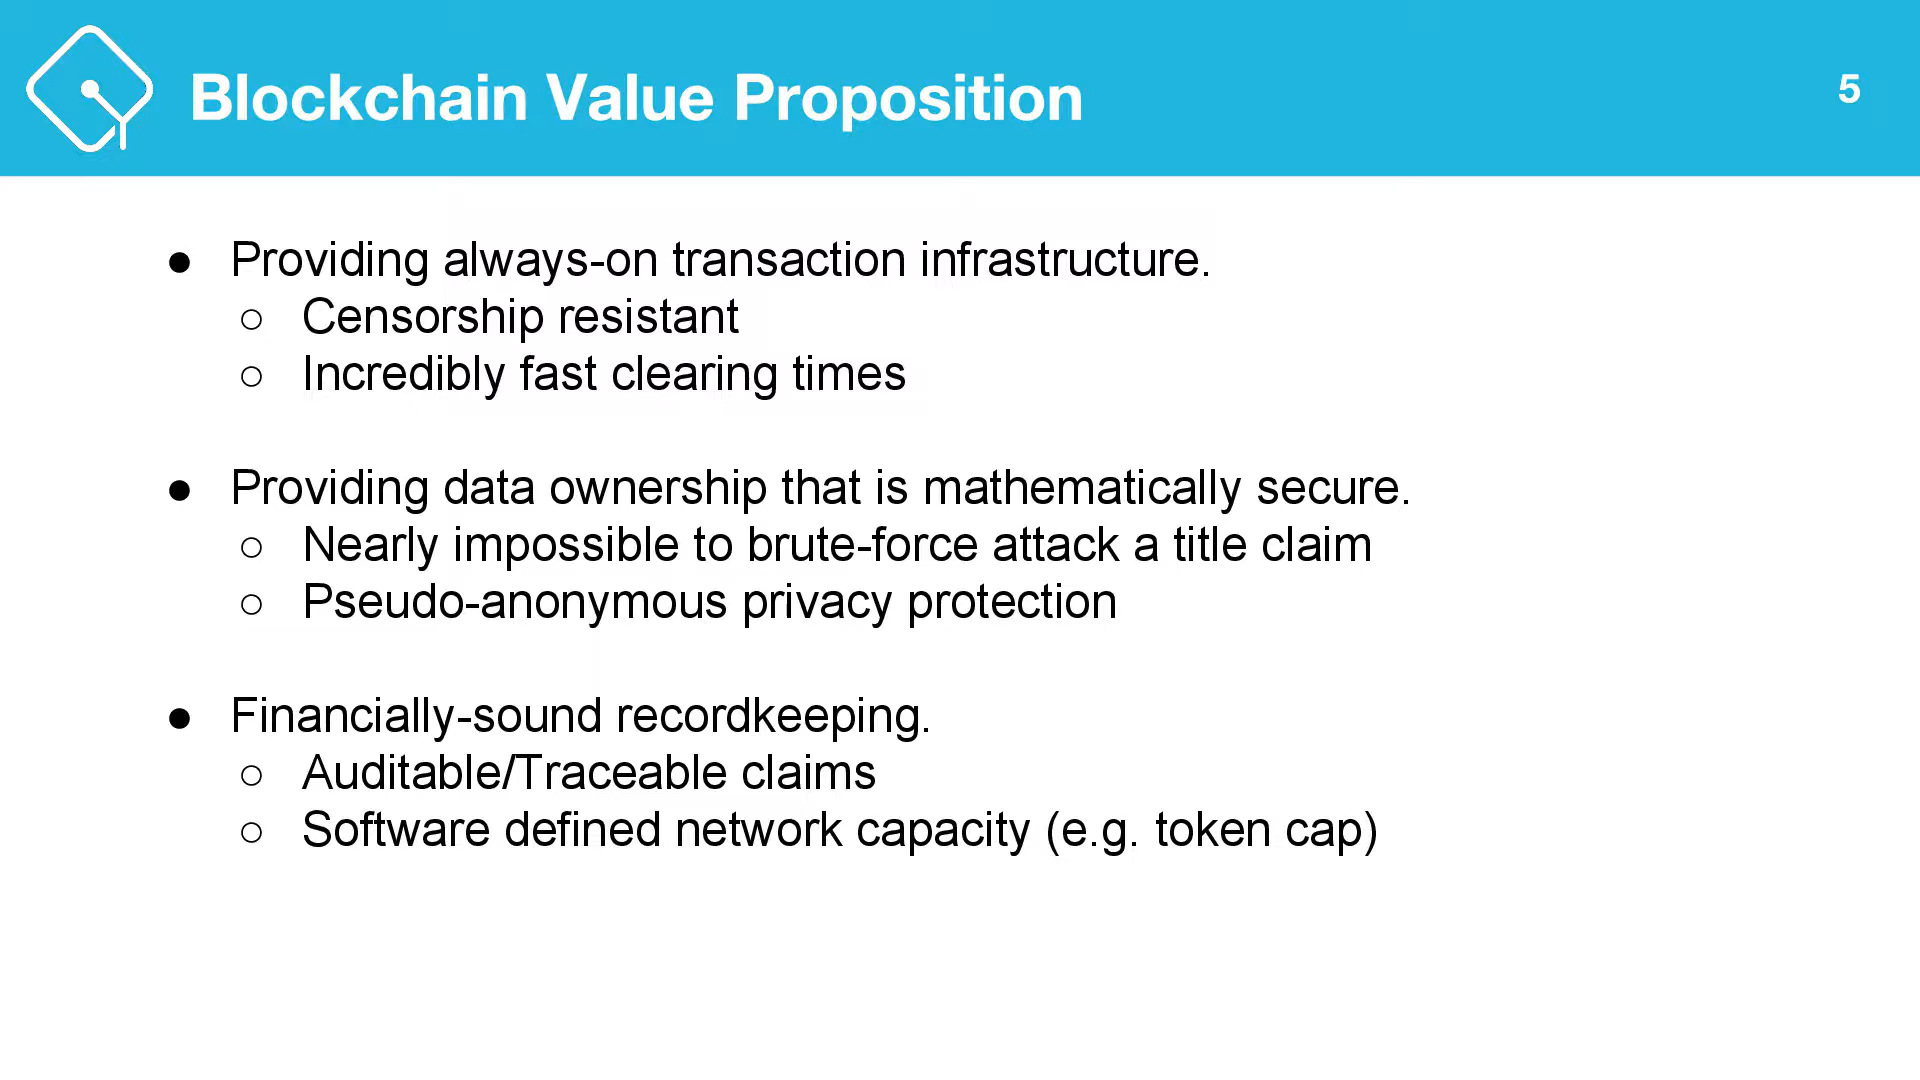 Blockchain Value Proposition
5
● Providing always-on transaction infrastructure.
○ Censorship resistant
○ Incredibly fast clearing times
● Providing data ownership that is mathematically secure.
○ Nearly impossible to brute-force attack a title claim
○ Pseudo-anonymous privacy protection
● Financially-sound recordkeeping.
○ Auditable/Traceable claims
○ Software defined network capacity (e.g. token cap)